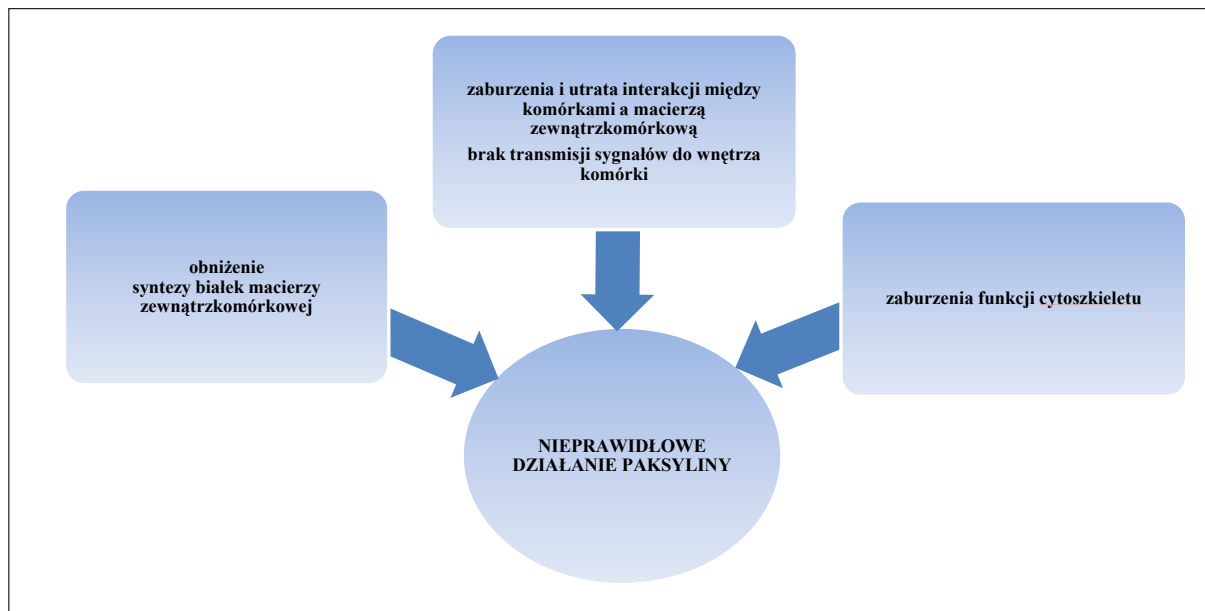 zaburzenia i utrata interakcji między
komórkami a macierzą
zewnątrzkomórkową
brak transmisji sygnałów do wnętrza
komórki
obniżenie
syntezy białek macierzy
zewnątrzkomórkowej
zaburzenia funkcji cytoszkieletu
NIEPRAWIDŁOWE
DZIAŁANIE PAKSYLINY